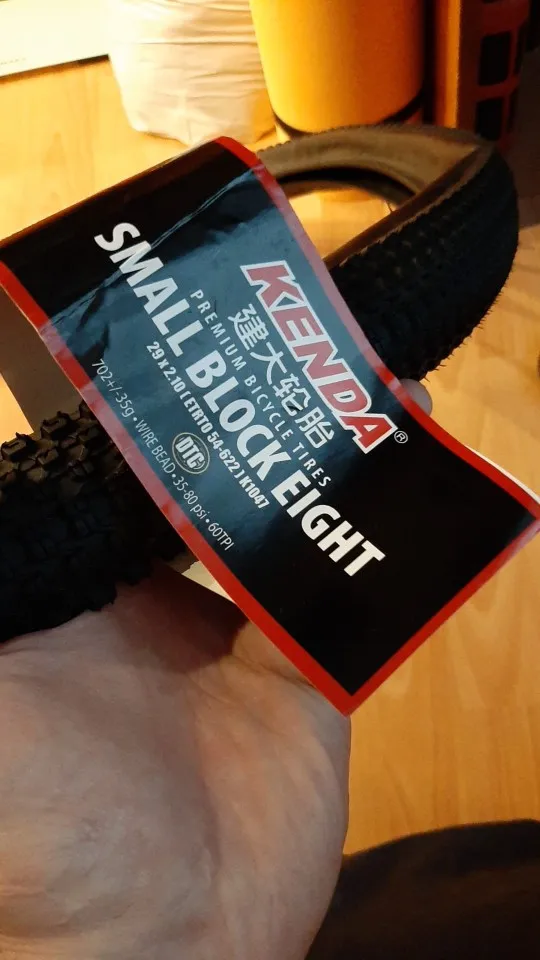 KENDA®
建大轮胎
PREMIUM BICYCLE TIRES
SMALL BLOCK EIGHT
29 x 2.10 (ETRTO 54-622) K1047
DTC
702+/-35g • WIRE BEAD • 35-80 psi • 60TPI